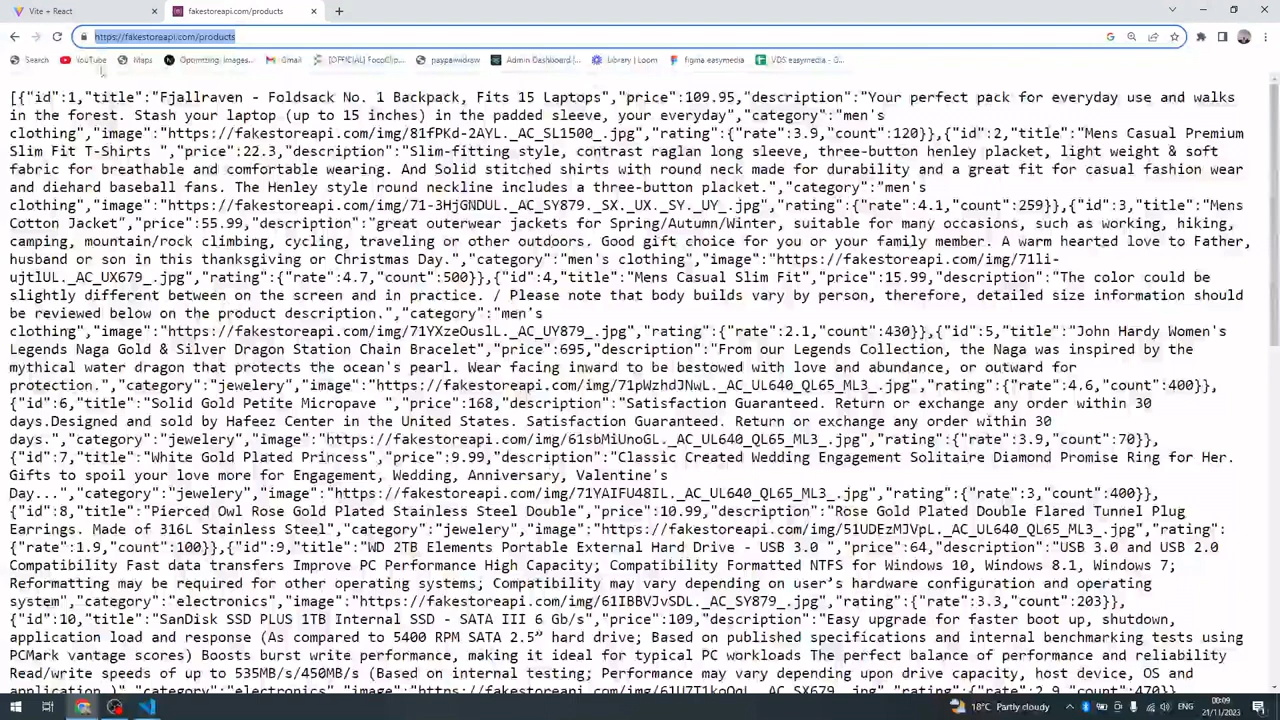 Vite + React
fakestoreapi.com/products
https://fakestoreapi.com/products
Search YouTube Maps Optimizing Images... Gmail [OFFICIAL] FocoClip... paypawwdraw Admin Dashboard (... Library | Loom figma easymedia VDS easymedia - G...
[{"id":1,"title":"Fjallraven - Foldsack No. 1 Backpack, Fits 15 Laptops","price":109.95,"description":"Your perfect pack for everyday use and walks
in the forest. Stash your laptop (up to 15 inches) in the padded sleeve, your everyday","category":"men's
clothing","image":"https://fakestoreapi.com/img/81fPKd-2AYL._AC_SL1500_.jpg","rating":{"rate":3.9,"count":120}},{"id":2,"title":"Mens Casual Premium
Slim Fit T-Shirts ","price":22.3,"description":"Slim-fitting style, contrast raglan long sleeve, three-button henley placket, light weight & soft
fabric for breathable and comfortable wearing. And Solid stitched shirts with round neck made for durability and a great fit for casual fashion wear
and diehard baseball fans. The Henley style round neckline includes a three-button placket.","category":"men's
clothing","image":"https://fakestoreapi.com/img/71-3HjGNDUL._AC_SY879._SX._UX._SY._UY_.jpg","rating":{"rate":4.1,"count":259}},{"id":3,"title":"Mens
Cotton Jacket","price":55.99,"description":"great outerwear jackets for Spring/Autumn/Winter, suitable for many occasions, such as working, hiking,
camping, mountain/rock climbing, cycling, traveling or other outdoors. Good gift choice for you or your family member. A warm hearted love to Father,
husband or son in this thanksgiving or Christmas Day.","category":"men's clothing","image":"https://fakestoreapi.com/img/71li-
ujtlUL._AC_UX679_.jpg","rating":{"rate":4.7,"count":500}},{"id":4,"title":"Mens Casual Slim Fit","price":15.99,"description":"The color could be
slightly different between on the screen and in practice. / Please note that body builds vary by person, therefore, detailed size information should
be reviewed below on the product description.","category":"men's
clothing","image":"https://fakestoreapi.com/img/71YXzeOuslL._AC_UY879_.jpg","rating":{"rate":2.1,"count":430}},{"id":5,"title":"John Hardy Women's
Legends Naga Gold & Silver Dragon Station Chain Bracelet","price":695,"description":"From our Legends Collection, the Naga was inspired by the
mythical water dragon that protects the ocean's pearl. Wear facing inward to be bestowed with love and abundance, or outward for
protection.","category":"jewelery","image":"https://fakestoreapi.com/img/71pWzhdJNwL._AC_UL640_QL65_ML3_.jpg","rating":{"rate":4.6,"count":400}},
{"id":6,"title":"Solid Gold Petite Micropave ","price":168,"description":"Satisfaction Guaranteed. Return or exchange any order within 30
days.Designed and sold by Hafeez Center in the United States. Satisfaction Guaranteed. Return or exchange any order within 30
days.","category":"jewelery","image":"https://fakestoreapi.com/img/61sbMiUnoGL._AC_UL640_QL65_ML3_.jpg","rating":{"rate":3.9,"count":70}},
{"id":7,"title":"White Gold Plated Princess","price":9.99,"description":"Classic Created Wedding Engagement Solitaire Diamond Promise Ring for Her.
Gifts to spoil your love more for Engagement, Wedding, Anniversary, Valentine's
Day...","category":"jewelery","image":"https://fakestoreapi.com/img/71YAIFU48IL._AC_UL640_QL65_ML3_.jpg","rating":{"rate":3,"count":400}},
{"id":8,"title":"Pierced Owl Rose Gold Plated Stainless Steel Double","price":10.99,"description":"Rose Gold Plated Double Flared Tunnel Plug
Earrings. Made of 316L Stainless Steel","category":"jewelery","image":"https://fakestoreapi.com/img/51UDEzMJVpL._AC_UL640_QL65_ML3_.jpg","rating":
{"rate":1.9,"count":100}},{"id":9,"title":"WD 2TB Elements Portable External Hard Drive - USB 3.0 ","price":64,"description":"USB 3.0 and USB 2.0
Compatibility Fast data transfers Improve PC Performance High Capacity; Compatibility Formatted NTFS for Windows 10, Windows 8.1, Windows 7;
Reformatting may be required for other operating systems; Compatibility may vary depending on user’s hardware configuration and operating
system","category":"electronics","image":"https://fakestoreapi.com/img/61IBBVJvSDL._AC_SY879_.jpg","rating":{"rate":3.3,"count":203}},
{"id":10,"title":"SanDisk SSD PLUS 1TB Internal SSD - SATA III 6 Gb/s","price":109,"description":"Easy upgrade for faster boot up, shutdown,
application load and response (As compared to 5400 RPM SATA 2.5” hard drive; Based on published specifications and internal benchmarking tests using
PCMark vantage scores) Boosts burst write performance, making it ideal for typical PC workloads The perfect balance of performance and reliability
Read/write speeds of up to 535MB/s/450MB/s (Based on internal testing; Performance may vary depending upon drive capacity, host device, OS and
application.)","category":"electronics","image":"https://fakestoreapi.com/img/61U7T1koQqL._AC_SX679_.jpg","rating":{"rate":2.9,"count":470}},
18°C Partly cloudy
00:09
21/11/2023